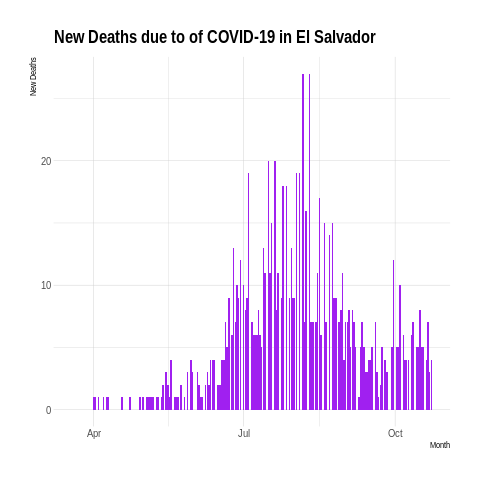 New Deaths due to of COVID-19 in El Salvador
New Deaths
20
10
0
Apr
Jul
Oct
Month